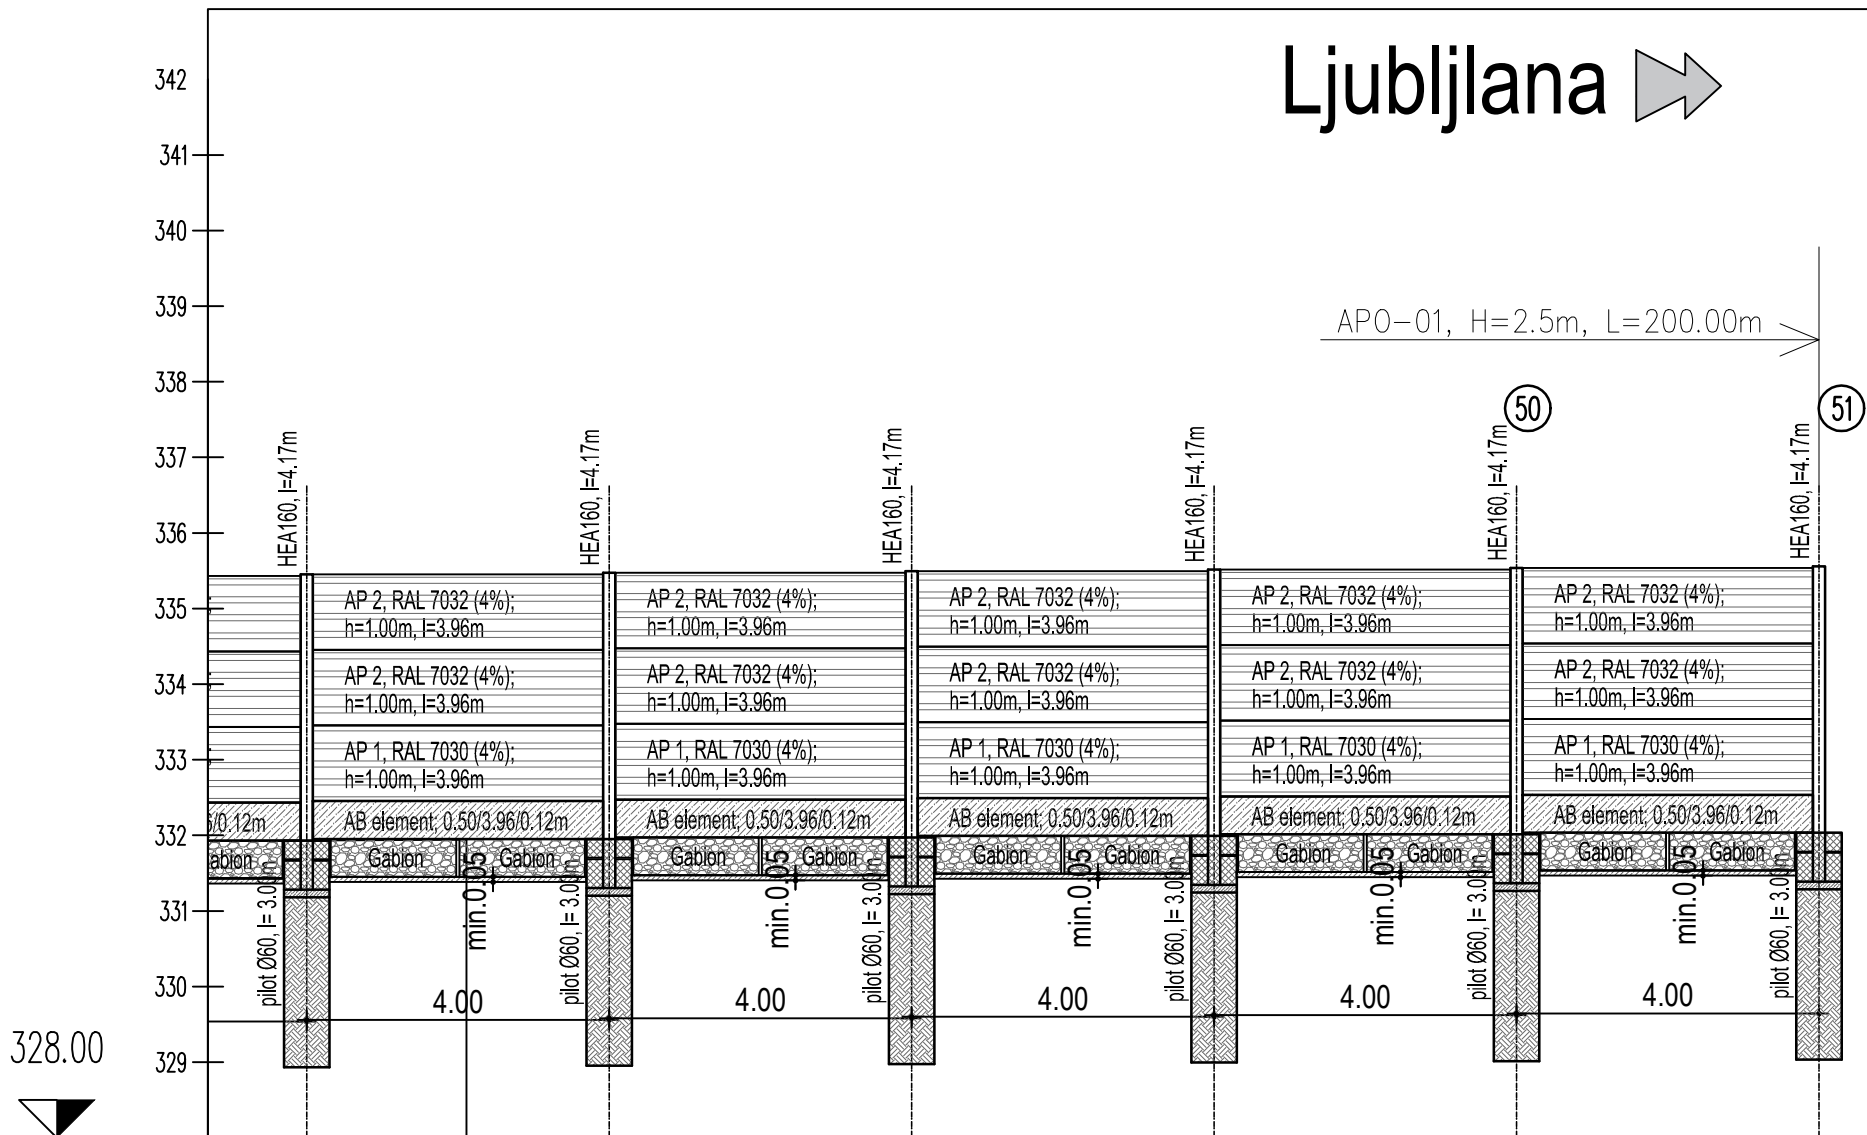 Ljubljana
342
341
340
339
338
337
336
335
334
333
332
331
330
329
328.00
APO-01, H=2.5m, L=200.00m
50
51
HEA160, l=4.17m
HEA160, l=4.17m
HEA160, l=4.17m
HEA160, l=4.17m
HEA160, l=4.17m
HEA160, l=4.17m
AP 2, RAL 7032 (4%);
h=1.00m, l=3.96m
AP 2, RAL 7032 (4%);
h=1.00m, l=3.96m
AP 2, RAL 7032 (4%);
h=1.00m, l=3.96m
AP 2, RAL 7032 (4%);
h=1.00m, l=3.96m
AP 2, RAL 7032 (4%);
h=1.00m, l=3.96m
AP 2, RAL 7032 (4%);
h=1.00m, l=3.96m
AP 2, RAL 7032 (4%);
h=1.00m, l=3.96m
AP 2, RAL 7032 (4%);
h=1.00m, l=3.96m
AP 2, RAL 7032 (4%);
h=1.00m, l=3.96m
AP 2, RAL 7032 (4%);
h=1.00m, l=3.96m
AP 1, RAL 7030 (4%);
h=1.00m, l=3.96m
AP 1, RAL 7030 (4%);
h=1.00m, l=3.96m
AP 1, RAL 7030 (4%);
h=1.00m, l=3.96m
AP 1, RAL 7030 (4%);
h=1.00m, l=3.96m
AP 1, RAL 7030 (4%);
h=1.00m, l=3.96m
/0.12m
AB element; 0.50/3.96/0.12m
AB element; 0.50/3.96/0.12m
AB element; 0.50/3.96/0.12m
AB element; 0.50/3.96/0.12m
AB element; 0.50/3.96/0.12m
abion
Gabion
Gabion
Gabion
Gabion
Gabion
Gabion
Gabion
Gabion
Gabion
Gabion
pilot Ø60, l= 3.00m
min.0.05
pilot Ø60, l= 3.00m
min.0.05
pilot Ø60, l= 3.00m
min.0.05
pilot Ø60, l= 3.00m
min.0.05
pilot Ø60, l= 3.00m
min.0.05
pilot Ø60, l= 3.00m
4.00
4.00
4.00
4.00
4.00